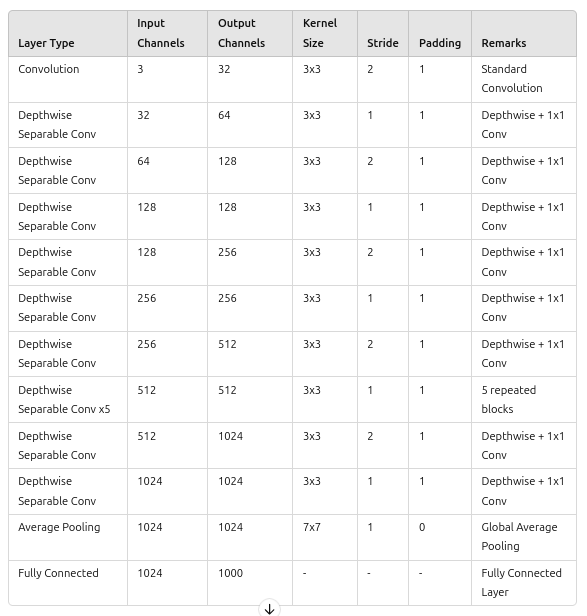 Layer Type Input Channels Output Channels Kernel Size Stride Padding Remarks
Convolution 3 32 3x3 2 1 Standard Convolution
Depthwise Separable Conv 32 64 3x3 1 1 Depthwise + 1x1 Conv
Depthwise Separable Conv 64 128 3x3 2 1 Depthwise + 1x1 Conv
Depthwise Separable Conv 128 128 3x3 1 1 Depthwise + 1x1 Conv
Depthwise Separable Conv 128 256 3x3 2 1 Depthwise + 1x1 Conv
Depthwise Separable Conv 256 256 3x3 1 1 Depthwise + 1x1 Conv
Depthwise Separable Conv 256 512 3x3 2 1 Depthwise + 1x1 Conv
Depthwise Separable Conv x5 512 512 3x3 1 1 5 repeated blocks
Depthwise Separable Conv 512 1024 3x3 2 1 Depthwise + 1x1 Conv
Depthwise Separable Conv 1024 1024 3x3 1 1 Depthwise + 1x1 Conv
Average Pooling 1024 1024 7x7 1 0 Global Average Pooling
Fully Connected 1024 1000 - - - Fully Connected Layer